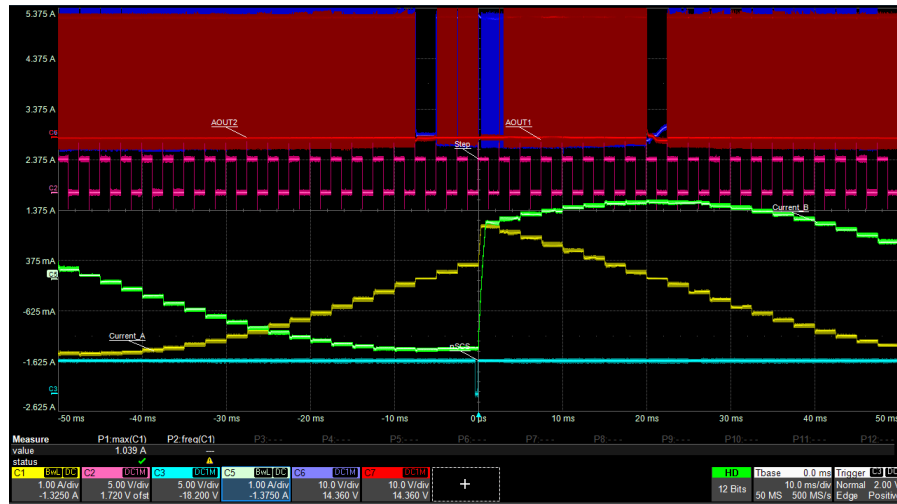 5.375 A
4.375 A
3.375 A
AOUT2
AOUT1
Step
2.375 A
C2
1.375 A
Current_B
375 mA
-625 mA
Current_A
nSCS
-1.625 A
C3
-2.625 A
-50 ms -40 ms -30 ms -20 ms -10 ms 0 ms 10 ms 20 ms 30 ms 40 ms 50 ms
Measure P1:max(C1) P2:freq(C1) P3:--- P4:--- P5:--- P6:--- P7:--- P8:--- P9:--- P10:--- P11:--- P12:---
value 1.039 A ---
status
C1 BwL DC C2 DC1M C3 DC1M C5 BwL DC C6 DC1M C7 DC1M HD Tbase 0.0 ms Trigger C3 DC
1.00 A/div 5.00 V/div 5.00 V/div 1.00 A/div 10.0 V/div 10.0 V/div + 12 Bits 10.0 ms/div Normal 2.00 V
-1.3250 A 1.720 V ofst -18.200 V -1.3750 A 14.360 V 14.360 V 50 MS 500 MS/s Edge Positive